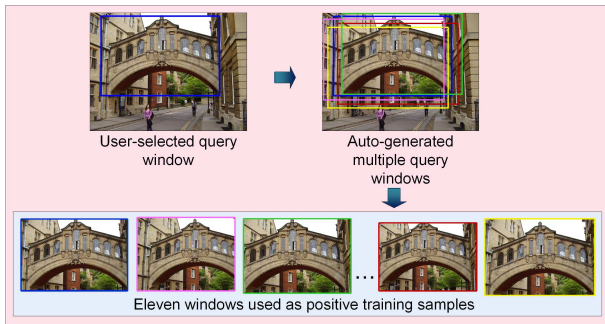 User-selected query
window
Auto-generated
multiple query
windows
...
Eleven windows used as positive training samples